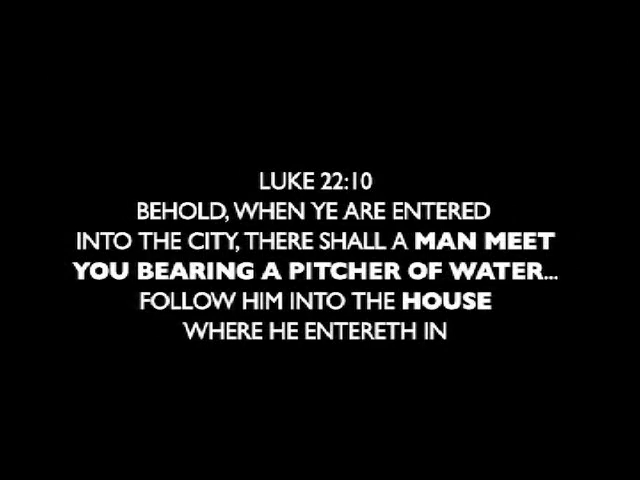 LUKE 22:10
BEHOLD, WHEN YE ARE ENTERED
INTO THE CITY, THERE SHALL A MAN MEET
YOU BEARING A PITCHER OF WATER...
FOLLOW HIM INTO THE HOUSE
WHERE HE ENTERETH IN